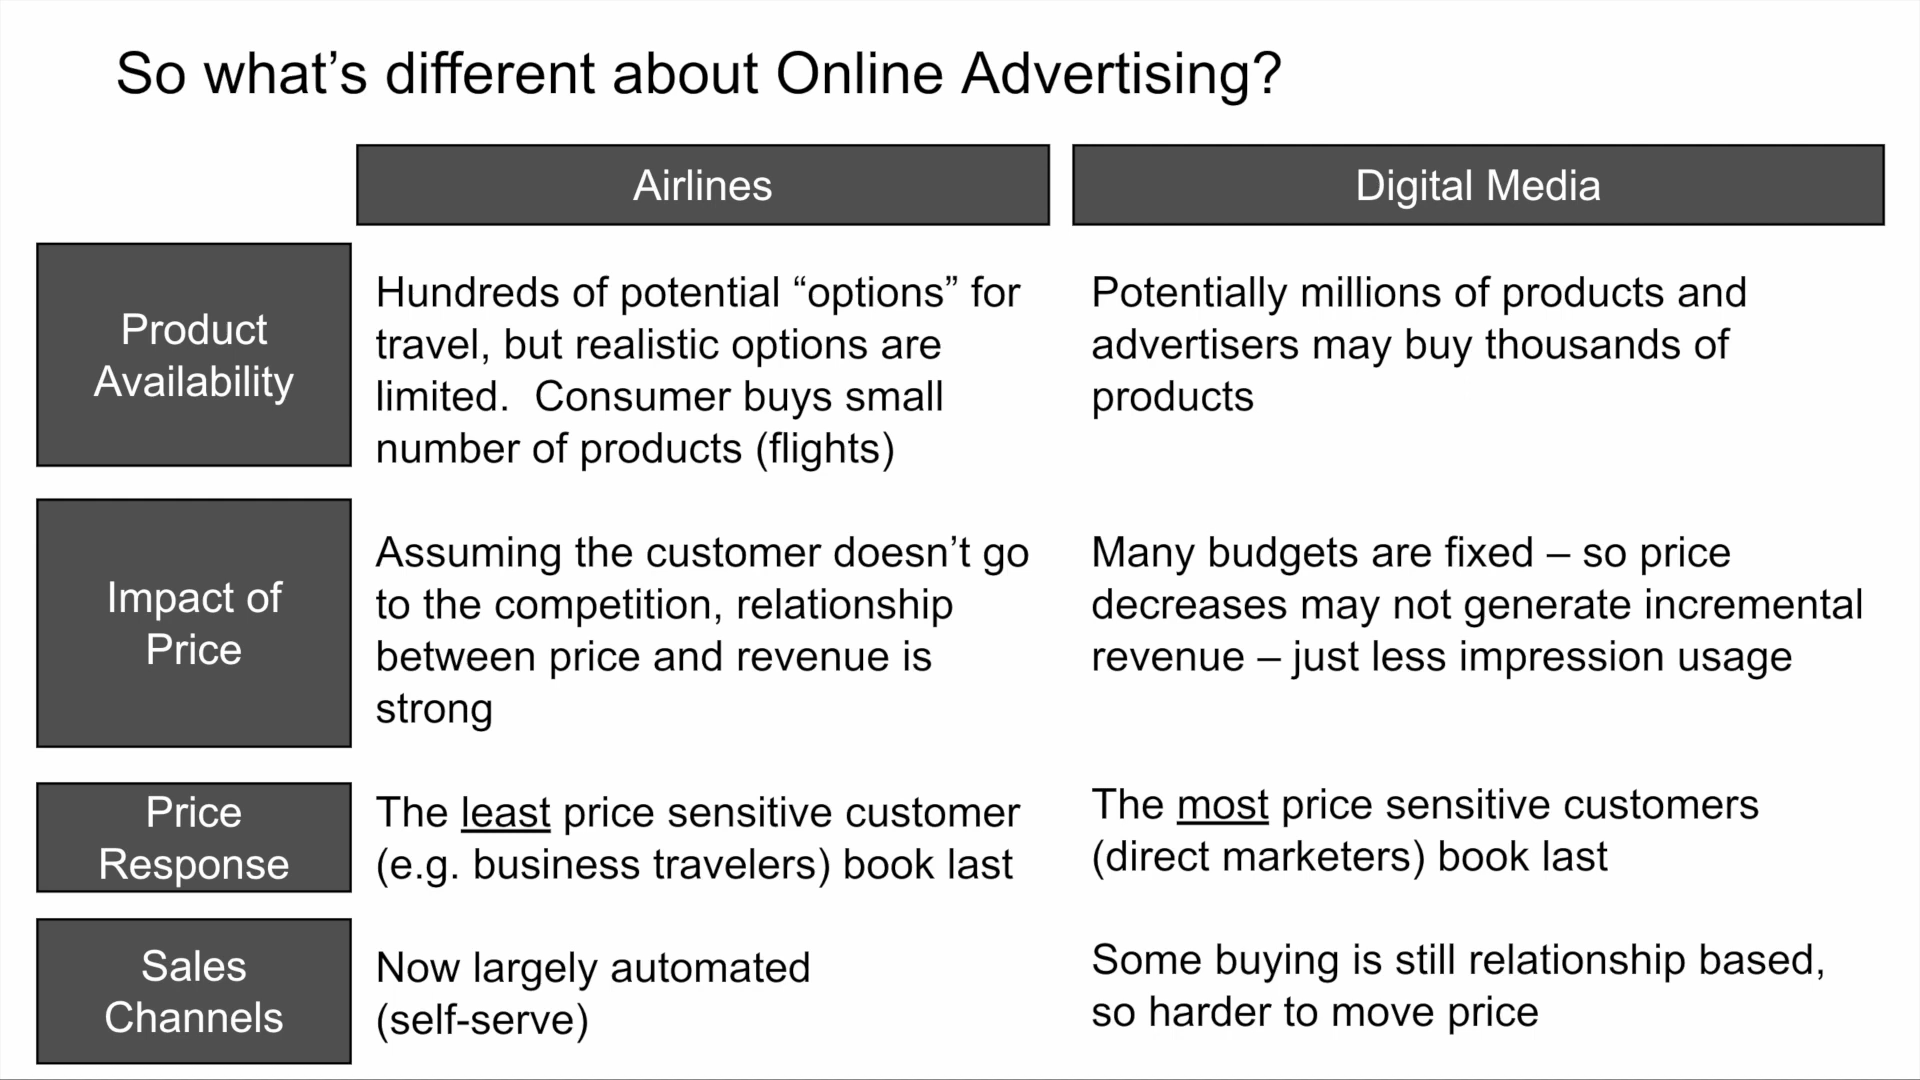 So what’s different about Online Advertising?
Airlines
Digital Media
Product
Availability
Hundreds of potential “options” for
travel, but realistic options are
limited.  Consumer buys small
number of products (flights)
Potentially millions of products and
advertisers may buy thousands of
products
Impact of
Price
Assuming the customer doesn’t go
to the competition, relationship
between price and revenue is
strong
Many budgets are fixed – so price
decreases may not generate incremental
revenue – just less impression usage
Price
Response
The least price sensitive customer
(e.g. business travelers) book last
The most price sensitive customers
(direct marketers) book last
Sales
Channels
Now largely automated
(self-serve)
Some buying is still relationship based,
so harder to move price